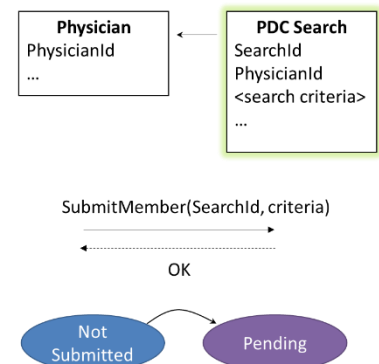 Physician
PhysicianId
...
PDC Search
SearchId
PhysicianId
<search criteria>
...
SubmitMember(SearchId, criteria)
OK
Not
Submitted
Pending